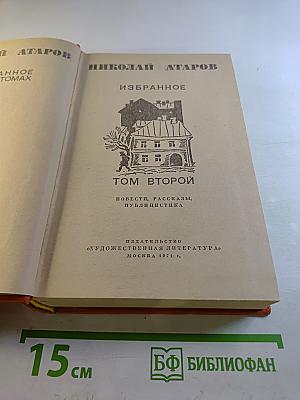 Й АТАРОВ
АННОЕ
ТОМАХ
НИКОЛАЙ АТАРОВ
ИЗБРАННОЕ
ТОМ ВТОРОЙ
ПОВЕСТИ, РАССКАЗЫ,
ПУБЛИЦИСТИКА
ИЗДАТЕЛЬСТВО
«ХУДОЖЕСТВЕННАЯ ЛИТЕРАТУРА»
МОСКВА 1974 г.
15 см
БФ БИБЛИОФАН